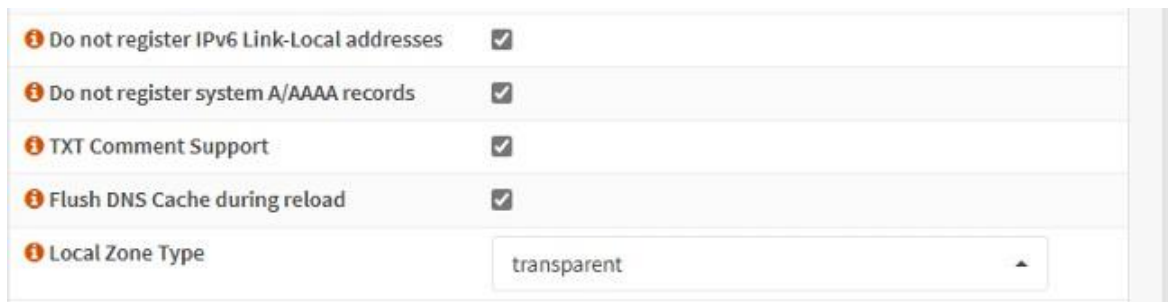 Do not register IPv6 Link-Local addresses
Do not register system A/AAAA records
TXT Comment Support
Flush DNS Cache during reload
Local Zone Type
transparent